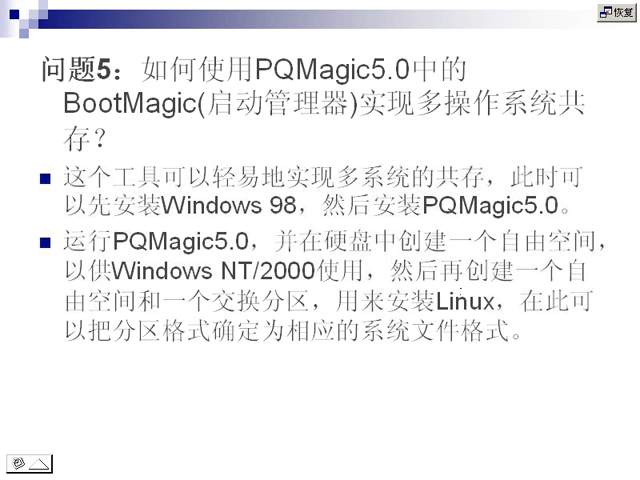 恢复
问题5：如何使用PQMagic5.0中的
BootMagic(启动管理器)实现多操作系统共
存？
这个工具可以轻易地实现多系统的共存，此时可
以先安装Windows 98，然后安装PQMagic5.0。
运行PQMagic5.0，并在硬盘中创建一个自由空间，
以供Windows NT/2000使用，然后再创建一个自
由空间和一个交换分区，用来安装Linux，在此可
以把分区格式确定为相应的系统文件格式。